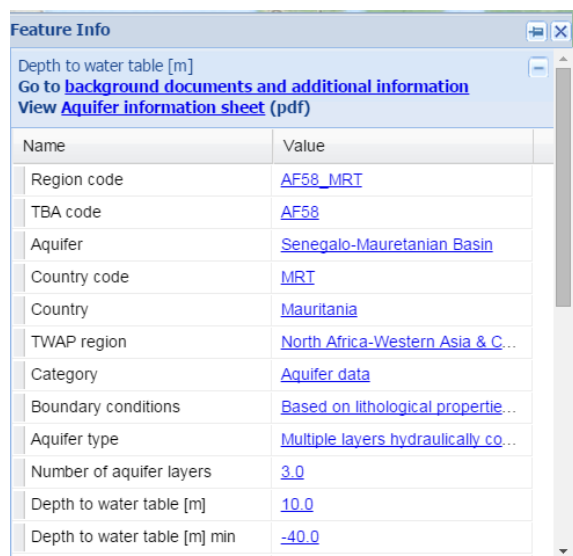 Feature Info
Depth to water table [m]
Go to background documents and additional information
View Aquifer information sheet (pdf)
Name Value
Region code AF58_MRT
TBA code AF58
Aquifer Senegalo-Mauretanian Basin
Country code MRT
Country Mauritania
TWAP region North Africa-Western Asia & C...
Category Aquifer data
Boundary conditions Based on lithological propertie...
Aquifer type Multiple layers hydraulically co...
Number of aquifer layers 3.0
Depth to water table [m] 10.0
Depth to water table [m] min -40.0